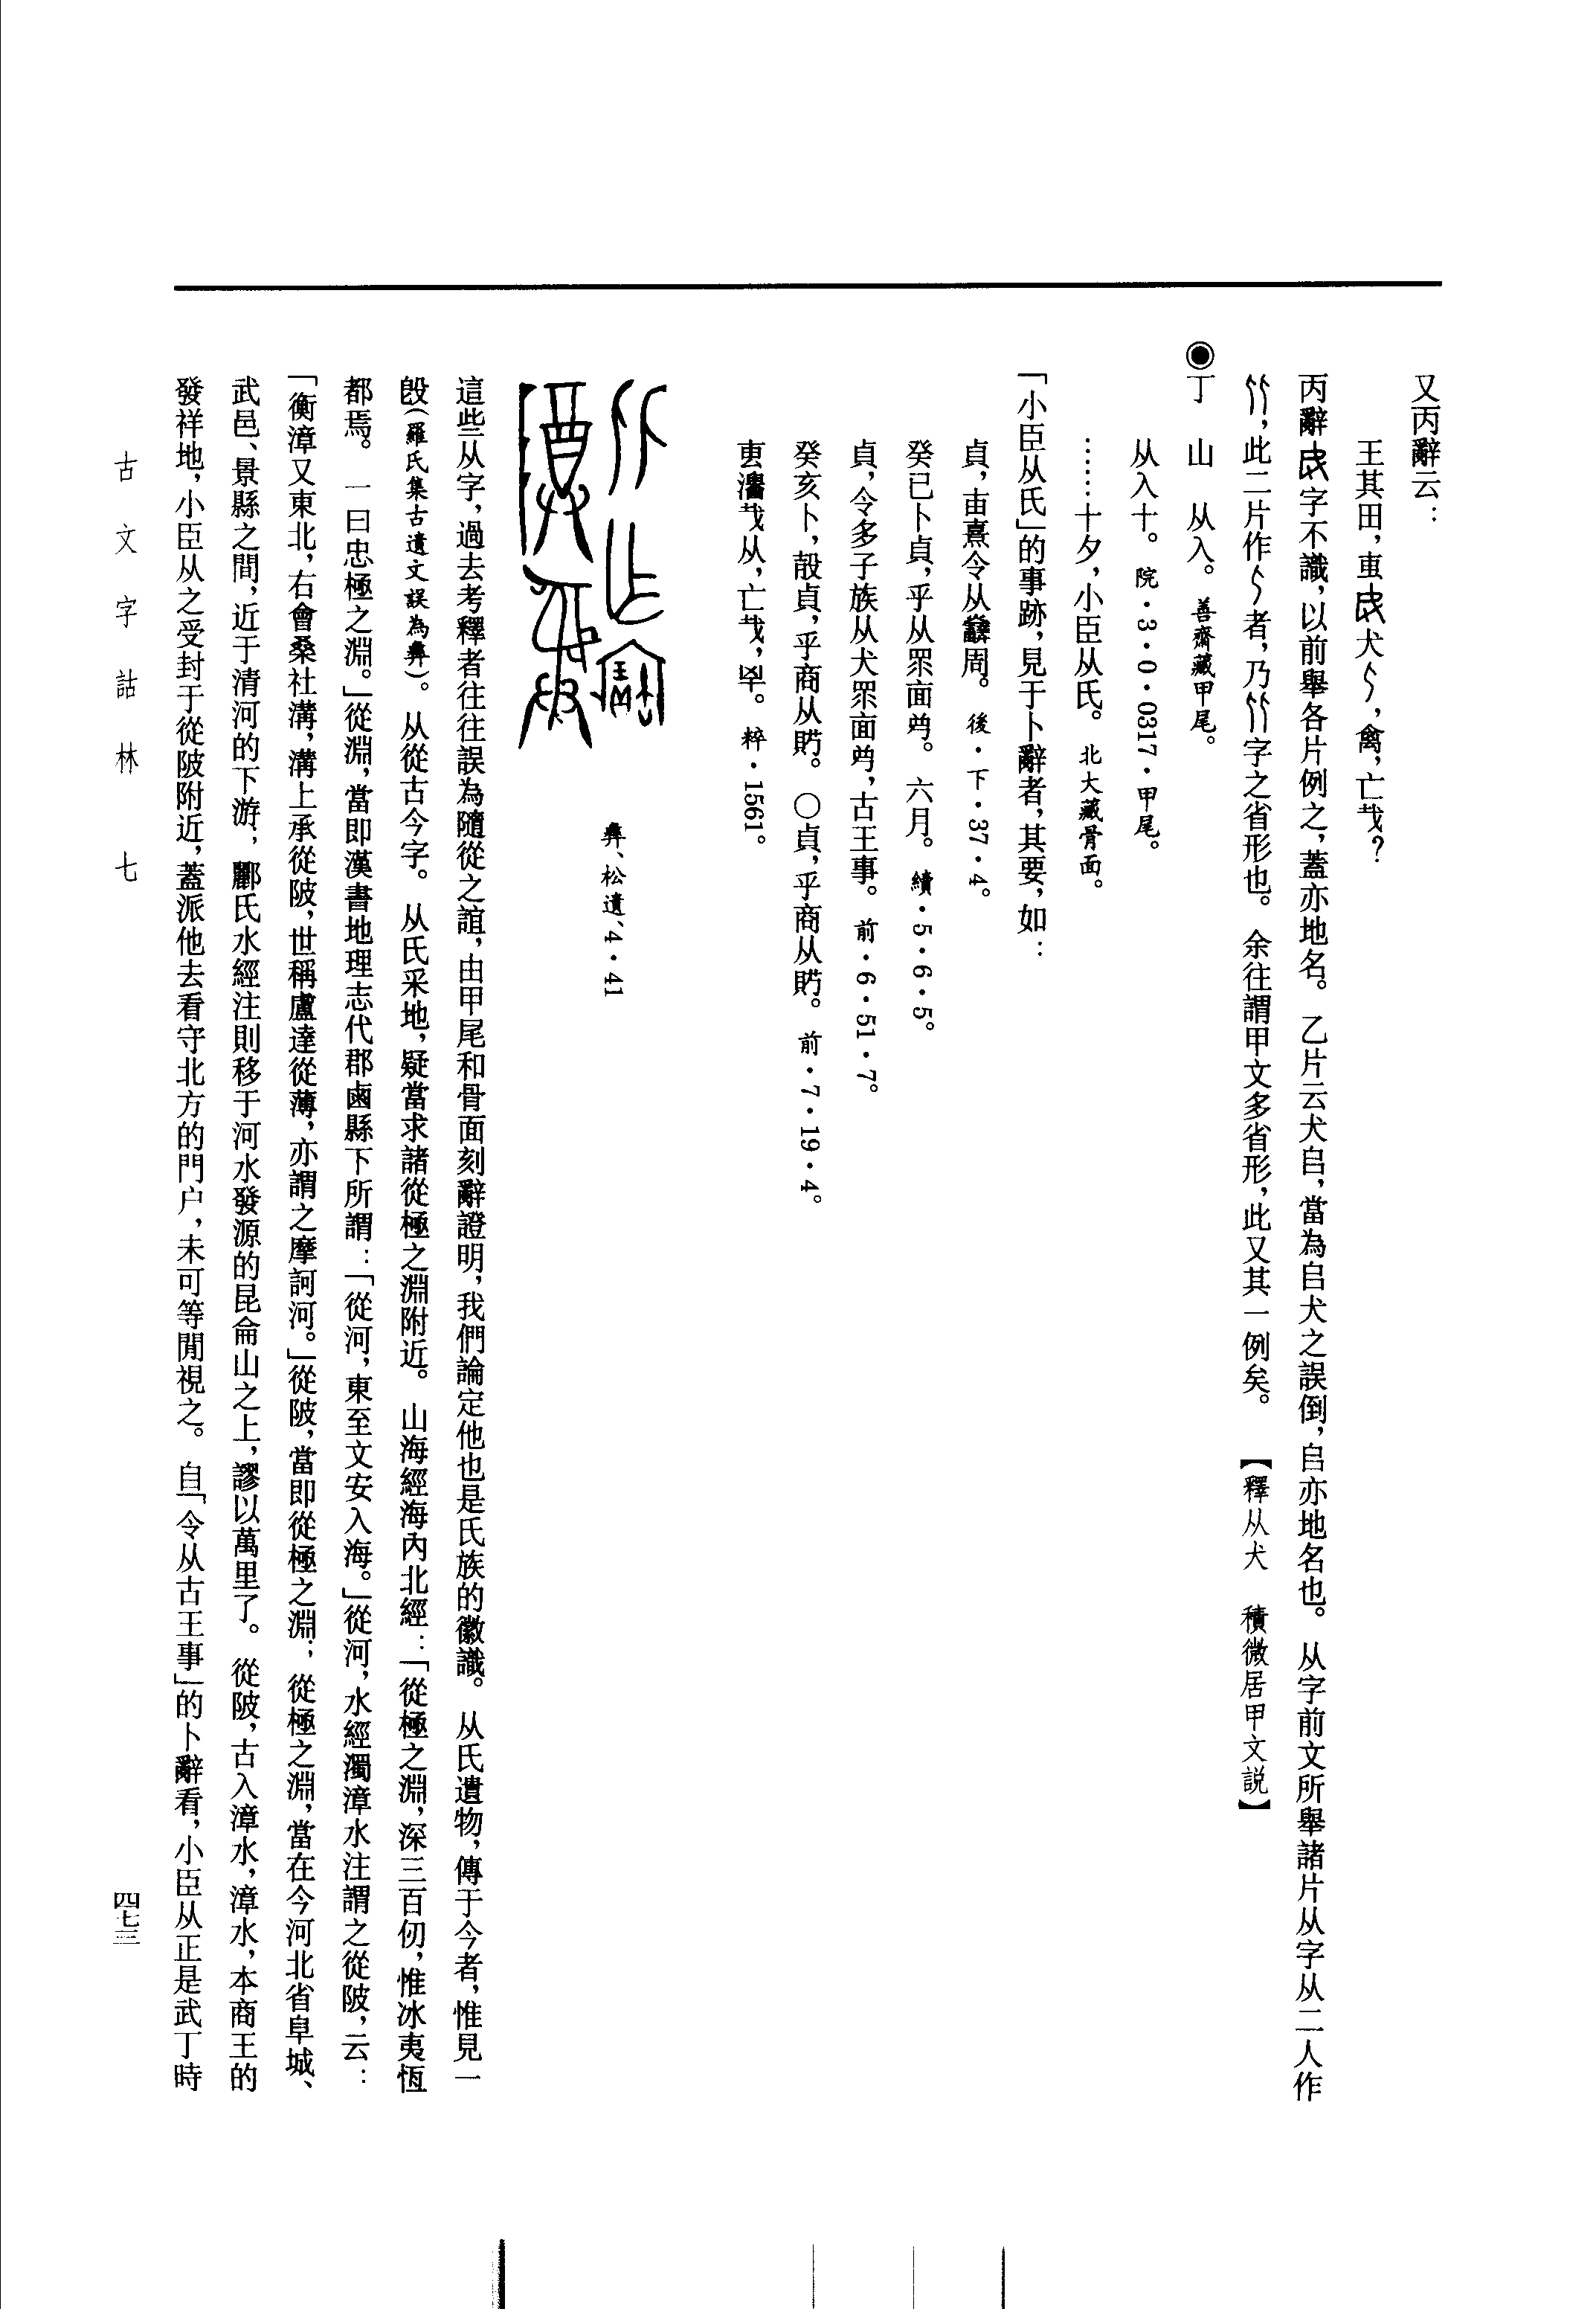 又丙辭云：
王其田，叀犬，禽，亡𢦔？
丙辭字不識，以前舉各片例之，蓋亦地名。乙片云犬𠂤，當為𠂤犬之誤倒，𠂤亦地名也。从字前文所舉諸片从字从二人作
，此二片作者，乃字之省形也。余往謂甲文多省形，此又其一例矣。【釋从犬　積微居甲文説】
◉丁　山　从入。善齋藏甲尾。
从入十。院·3·0·0317·甲尾。
……十夕，小臣从氏。北大藏骨面。
「小臣从氏」的事跡，見于卜辭者，其要，如：
貞，由熹令从周。後·下·37·4。
癸巳卜貞，乎从眔面。六月。續·5·6·5。
貞，令多子族从犬眔面，古王事。前·6·51·7。
癸亥卜，㱿貞，乎商从。〇貞，乎商从。前·7·19·4。
叀𢦔从，亡𢦔，𢦏。粹·1561。
彝、松遺、4·41
這些从字，過去考釋者往往誤為隨從之誼，由甲尾和骨面刻辭證明，我們論定他也是氏族的徽識。从氏遺物，傳于今者，惟見一
𣪘（羅氏集古遺文誤為彝）。从從古今字。从氏采地，疑當求諸從極之淵附近。山海經海內北經：「從極之淵，深三百仞，惟冰夷恆
都焉。一曰忠極之淵。」從淵，當即漢書地理志代郡鹵縣下所謂：「從河，東至文安入海。」從河，水經濁漳水注謂之從陂，云：
「衡漳又東北，右會桑社溝，溝上承從陂，世稱盧達從薄，亦謂之摩訶河。」從陂，當即從極之淵；從極之淵，當在今河北省阜城、
武邑、景縣之間，近于清河的下游；酈氏水經注則移于河水發源的昆侖山之上，謬以萬里了。從陂，古入漳水，漳水，本商王的
發祥地，小臣从之受封于從陂附近，蓋派他去看守北方的門户，未可等閒視之。自「令从古王事」的卜辭看，小臣从正是武丁時
古文字詁林　七
四七三